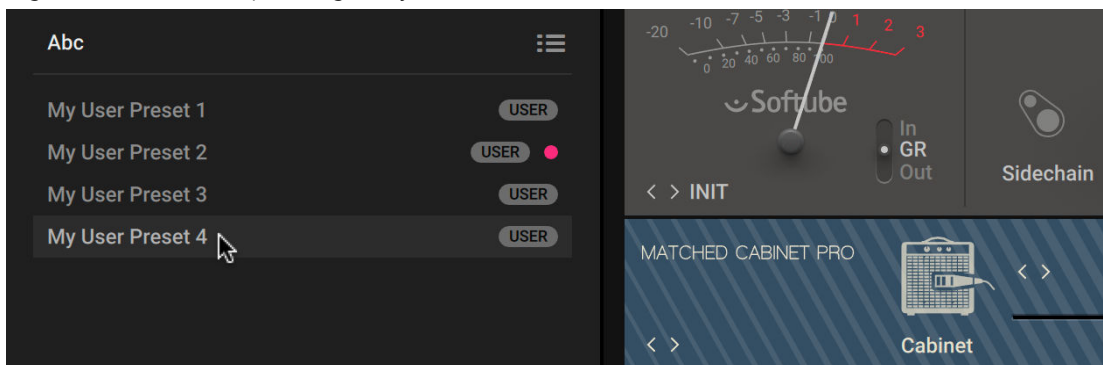 Abc
My User Preset 1 USER
My User Preset 2 USER
My User Preset 3 USER
My User Preset 4 USER
-20 -10 -7 -5 -3 -1 0 1 2 3
0 20 40 60 80 100
Softube
In
GR
Out
Sidechain
< > INIT
MATCHED CABINET PRO
< >
< >
Cabinet